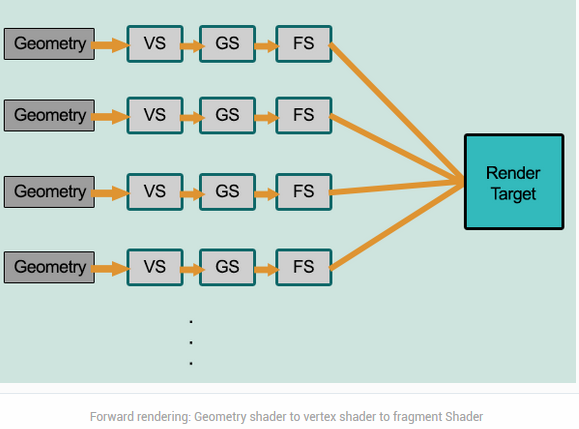 Geometry VS GS FS
Geometry VS GS FS
Render
Target
Geometry VS GS FS
Geometry VS GS FS
Forward rendering: Geometry shader to vertex shader to fragment Shader